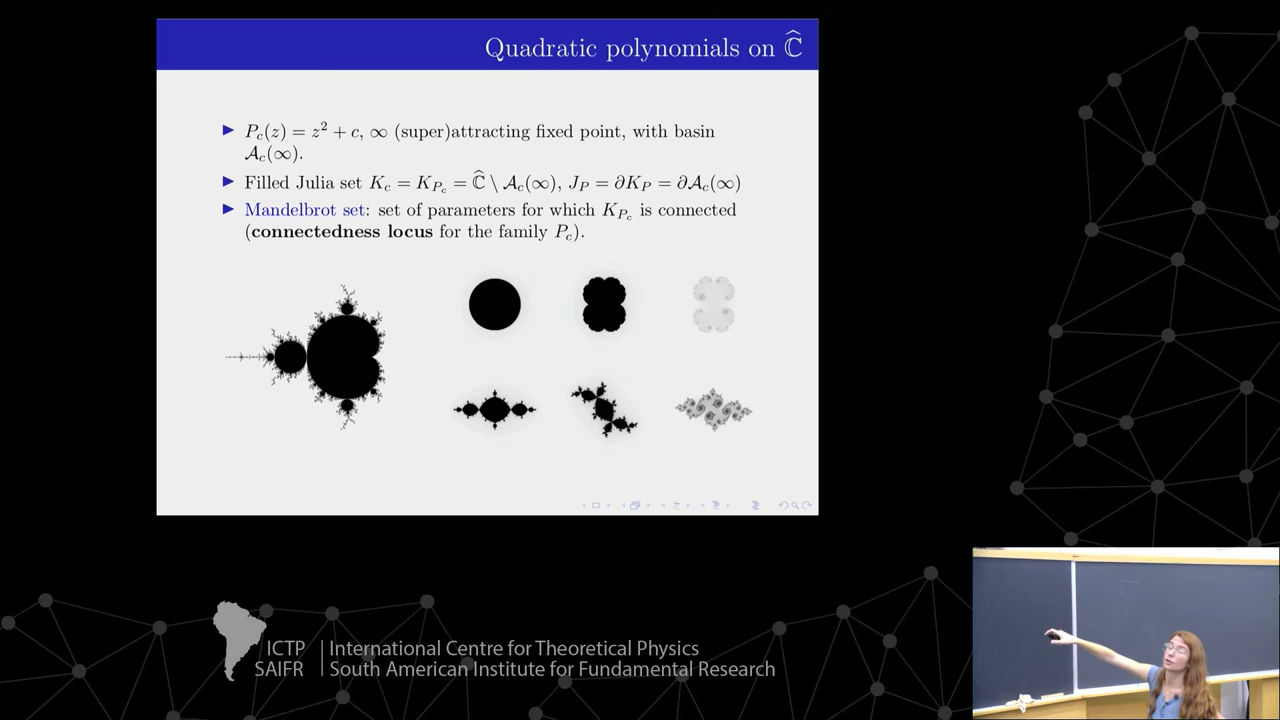 Quadratic polynomials on Ĉ
▶ P_c(z) = z² + c, ∞ (super)attracting fixed point, with basin
𝒜_c(∞).
▶ Filled Julia set K_c = K_{P_c} = Ĉ \ 𝒜_c(∞), J_P = ∂K_P = ∂𝒜_c(∞)
▶ Mandelbrot set: set of parameters for which K_{P_c} is connected
(connectedness locus for the family P_c).
ICTP
SAIFR
International Centre for Theoretical Physics
South American Institute for Fundamental Research